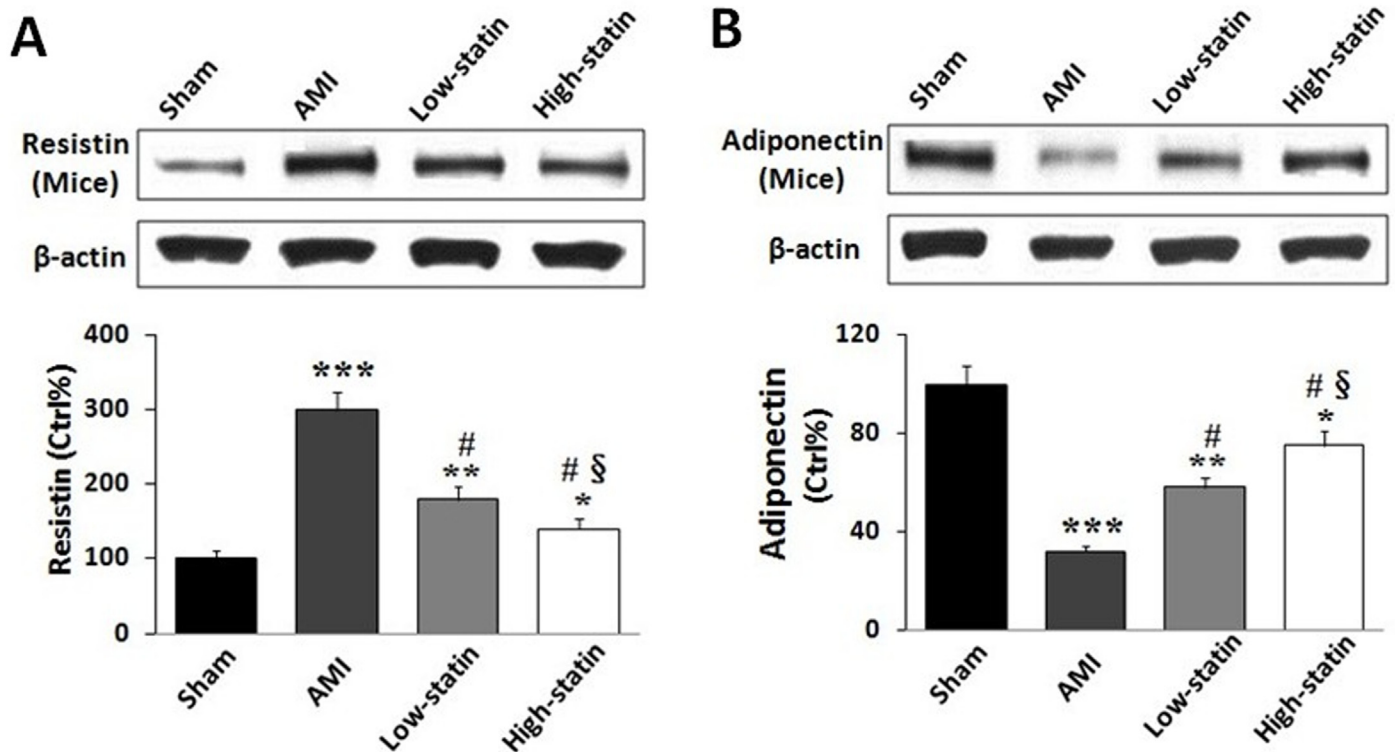 A
Sham
AMI
Low-statin
High-statin
Resistin
(Mice)
β-actin
400
300
200
100
0
Resistin (Ctrl%)
***
#
**
# §
*
Sham
AMI
Low-statin
High-statin
B
Sham
AMI
Low-statin
High-statin
Adiponectin
(Mice)
β-actin
120
80
40
0
Adiponectin
(Ctrl%)
***
#
**
# §
*
Sham
AMI
Low-statin
High-statin